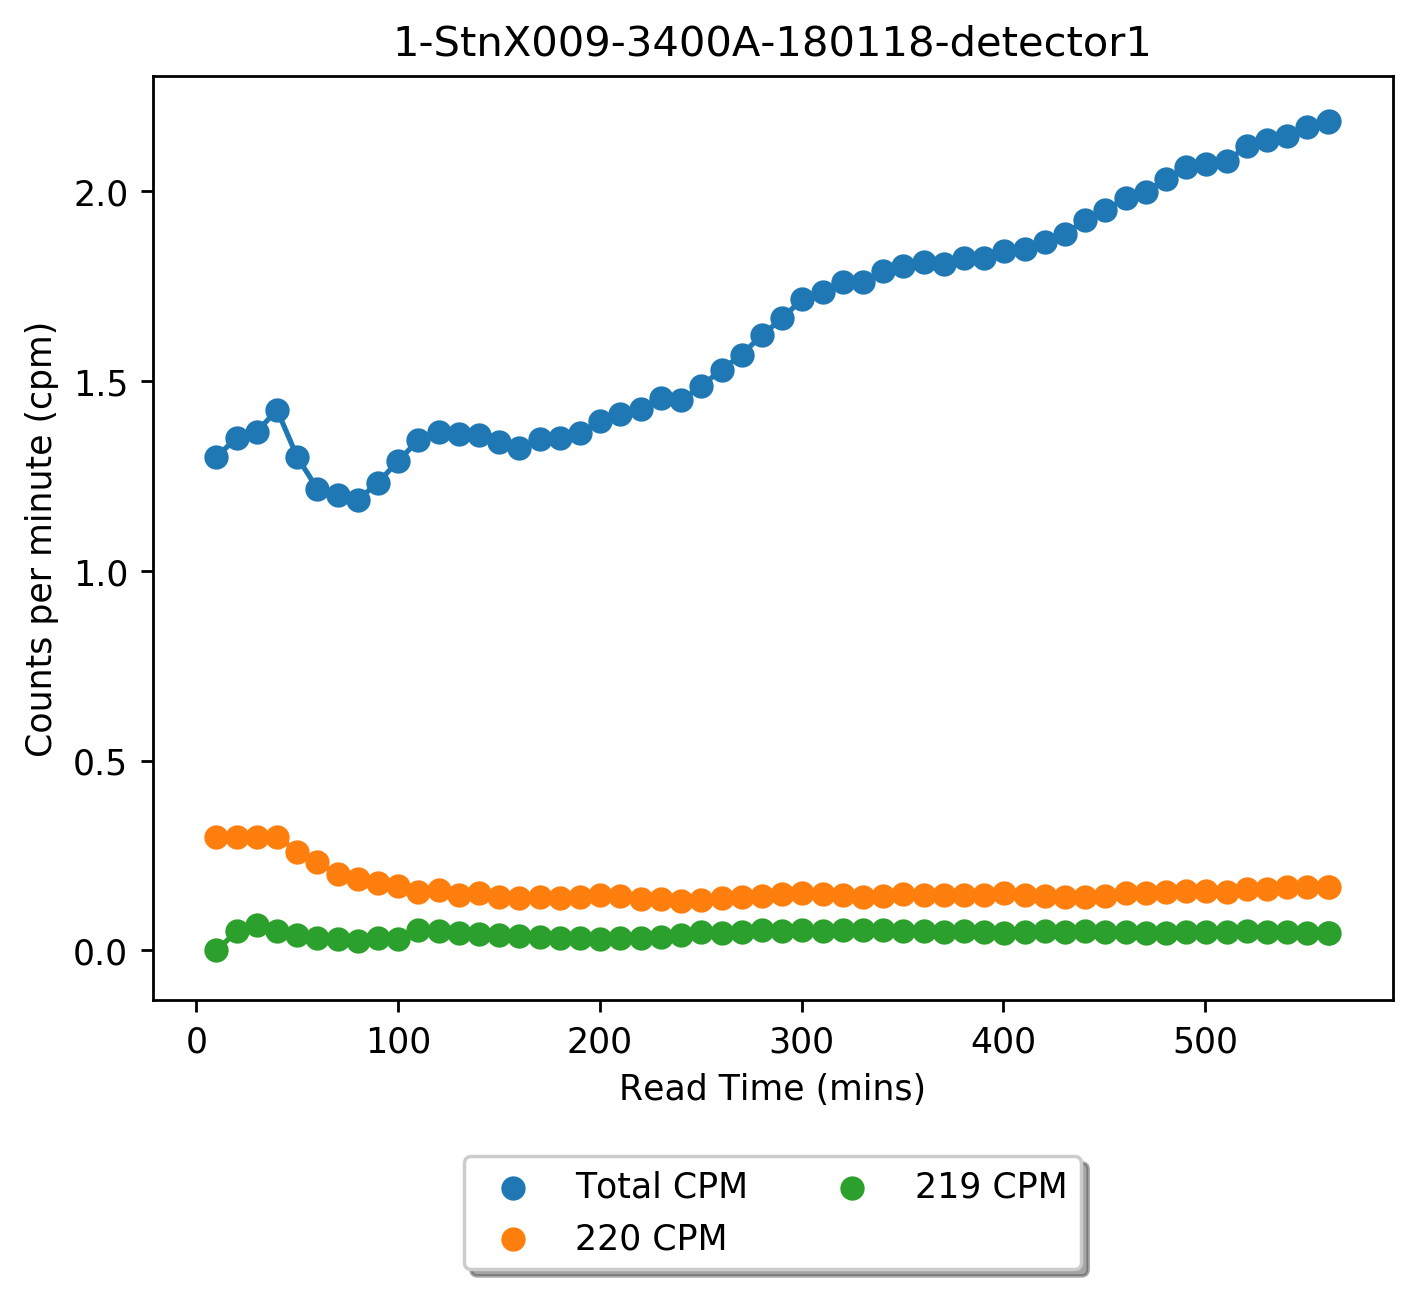 1-StnX009-3400A-180118-detector1
Counts per minute (cpm)
2.0
1.5
1.0
0.5
0.0
0 100 200 300 400 500
Read Time (mins)
Total CPM 219 CPM
220 CPM